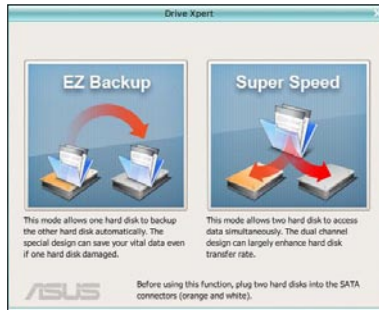 Drive Xpert
EZ Backup
This mode allows one hard disk to backup
the other hard disk automatically. The
special design can save your vital data even
if one hard disk damaged.
Super Speed
This mode allows two hard disk to access
data simultaneously. The dual channel
design can largely enhance hard disk
transfer rate.
ASUS
Before using this function, plug two hard disks into the SATA
connectors (orange and white).